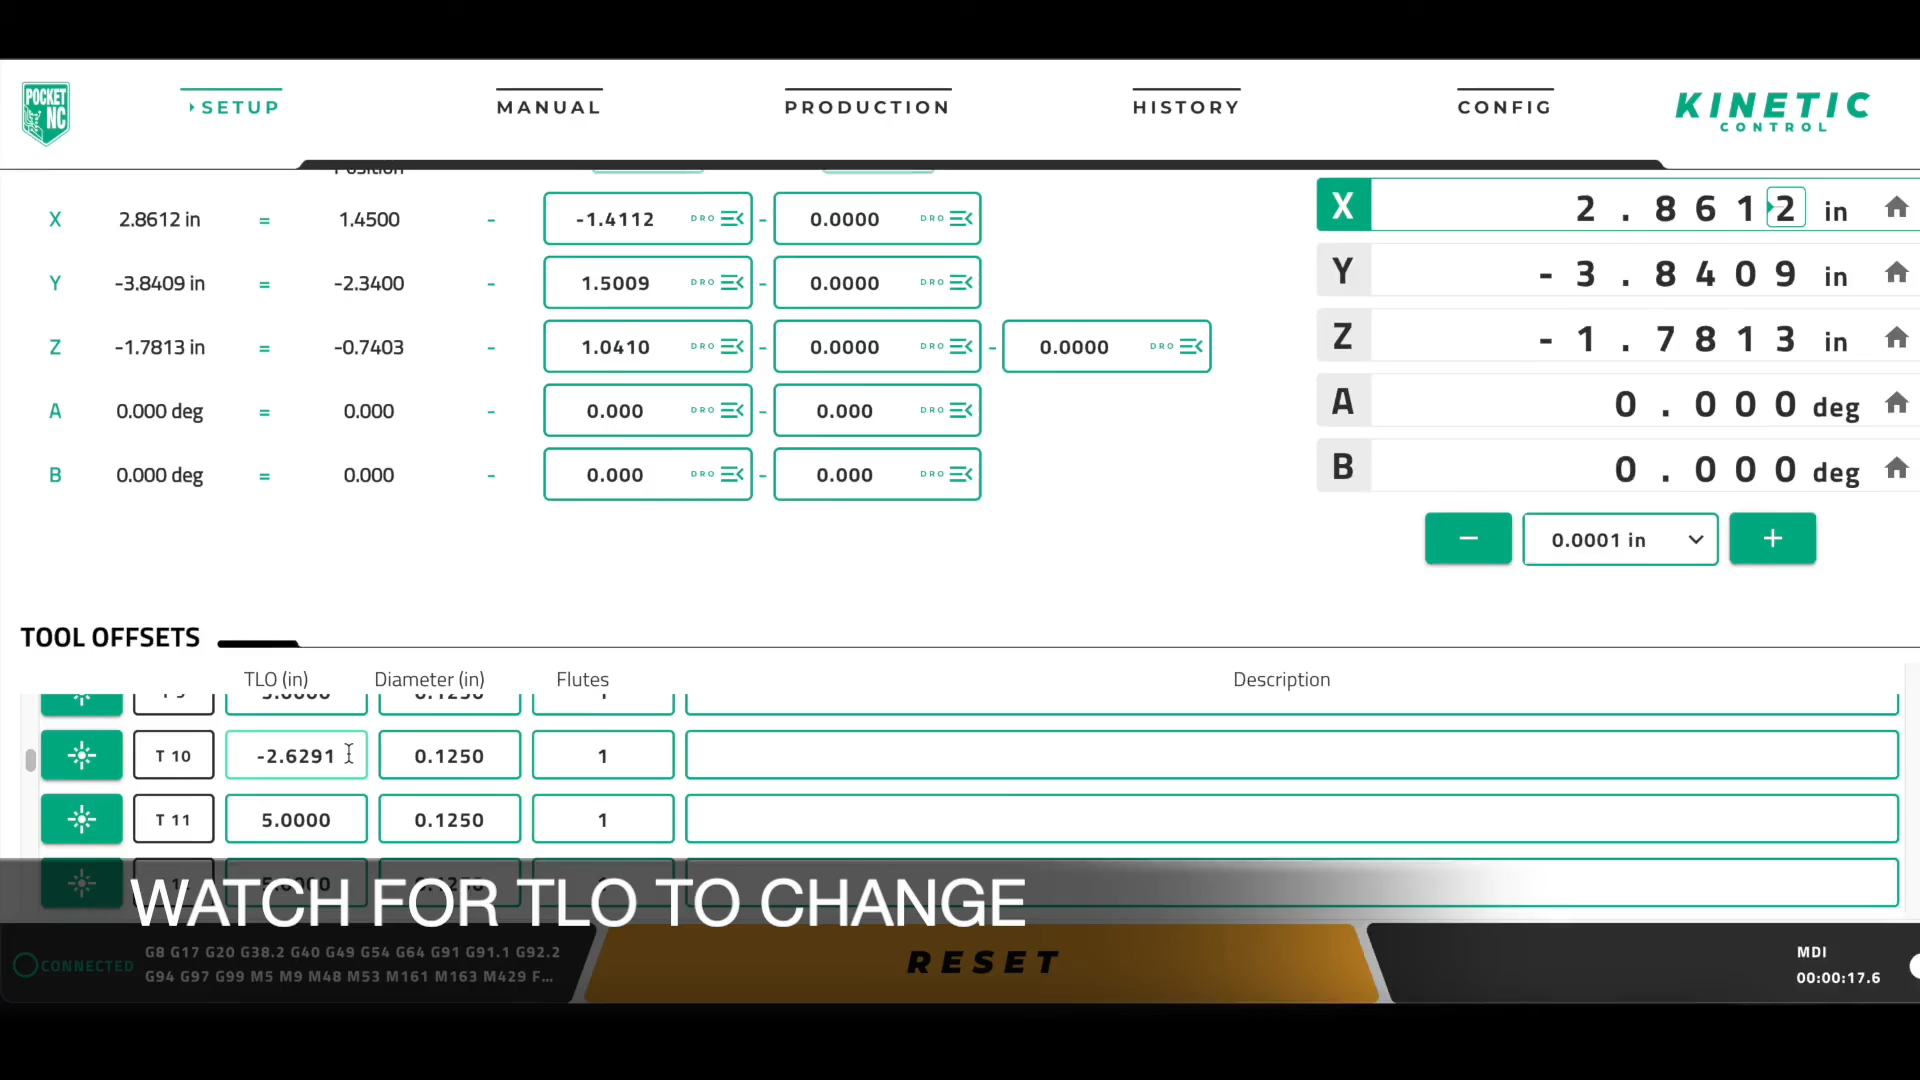 POCKET NC
SETUP
MANUAL
PRODUCTION
HISTORY
CONFIG
KINETIC
CONTROL
Position
X 2.8612 in = 1.4500 - -1.4112 DRO - 0.0000 DRO
Y -3.8409 in = -2.3400 - 1.5009 DRO - 0.0000 DRO
Z -1.7813 in = -0.7403 - 1.0410 DRO - 0.0000 DRO - 0.0000 DRO
A 0.000 deg = 0.000 - 0.000 DRO - 0.000 DRO
B 0.000 deg = 0.000 - 0.000 DRO - 0.000 DRO
X 2.8612 in
Y -3.8409 in
Z -1.7813 in
A 0.000 deg
B 0.000 deg
− 0.0001 in +
TOOL OFFSETS
TLO (in) Diameter (in) Flutes Description
T 10 -2.6291 0.1250 1
T 11 5.0000 0.1250 1
WATCH FOR TLO TO CHANGE
CONNECTED
G8 G17 G20 G38.2 G40 G49 G54 G64 G91 G91.1 G92.2
G94 G97 G99 M5 M9 M48 M53 M161 M163 M429 F...
RESET
MDI
00:00:17.6